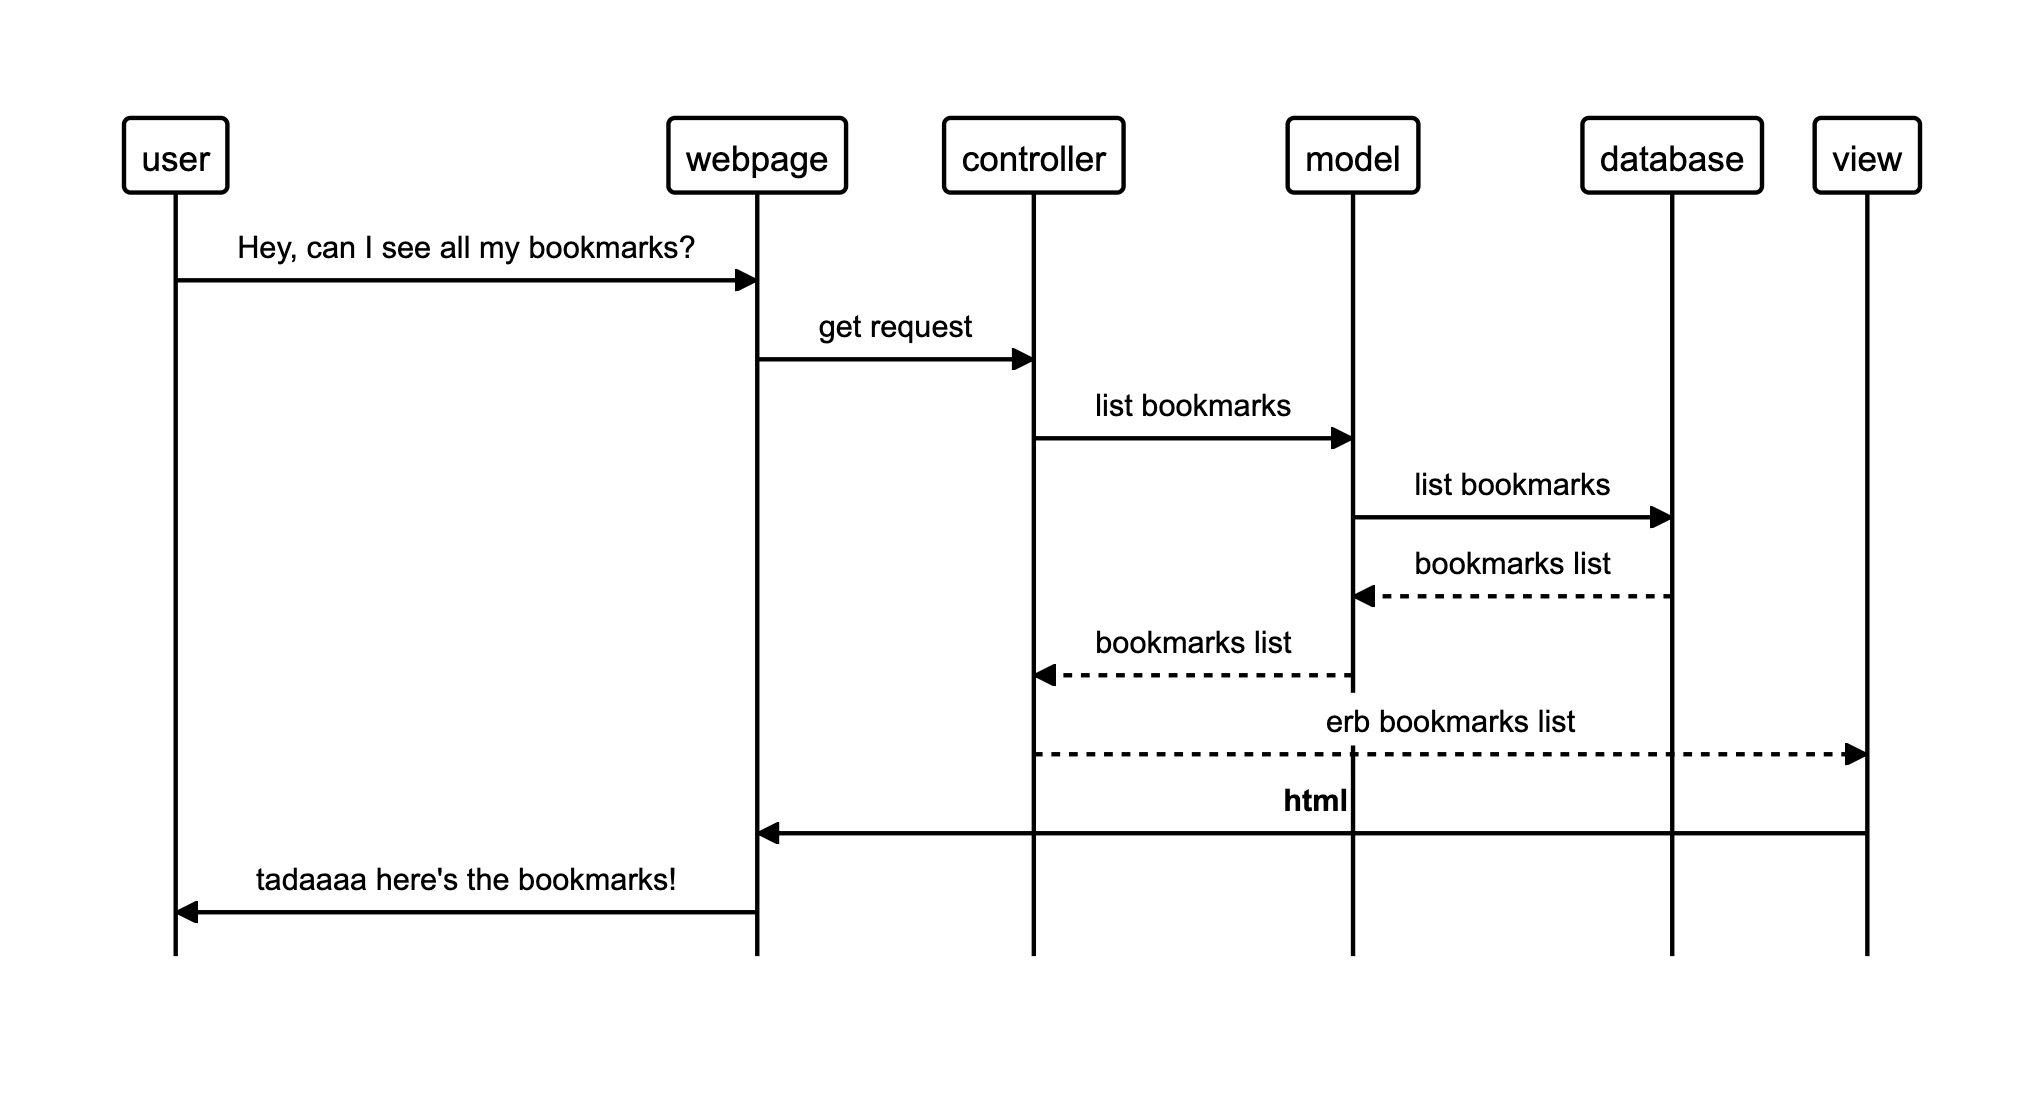 user
webpage
controller
model
database
view
Hey, can I see all my bookmarks?
get request
list bookmarks
list bookmarks
bookmarks list
bookmarks list
erb bookmarks list
html
tadaaaa here's the bookmarks!